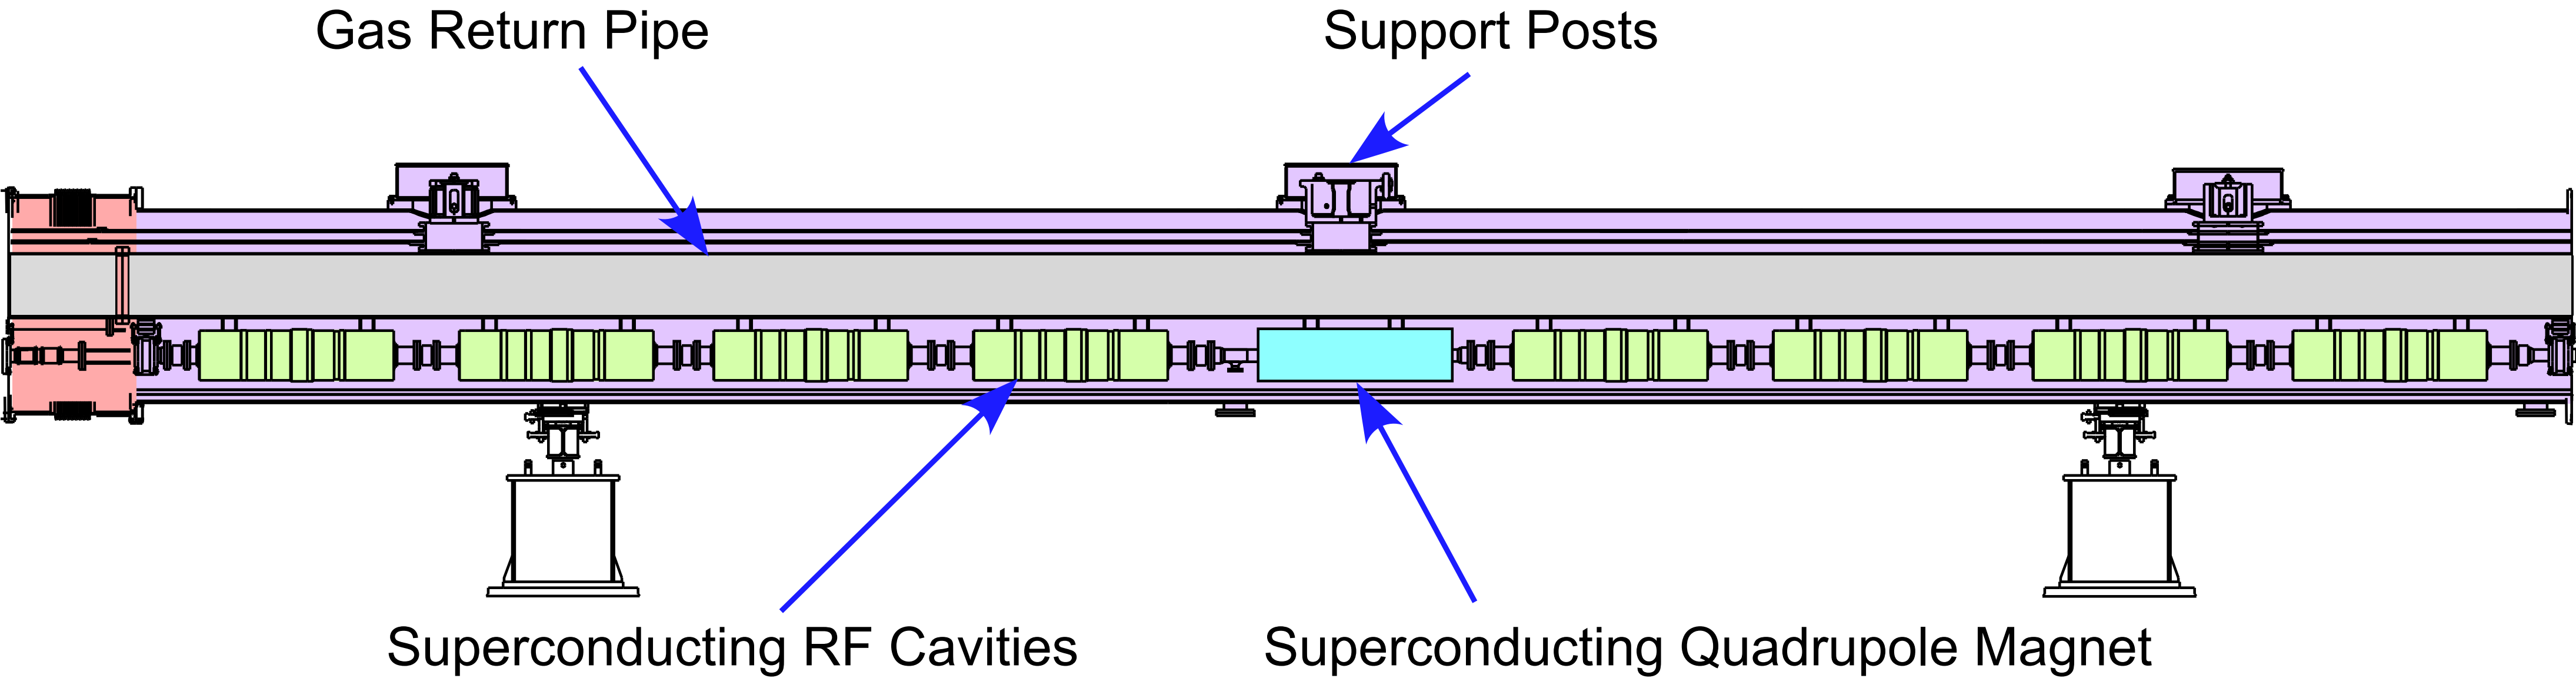 Gas Return Pipe
Support Posts
Superconducting RF Cavities
Superconducting Quadrupole Magnet